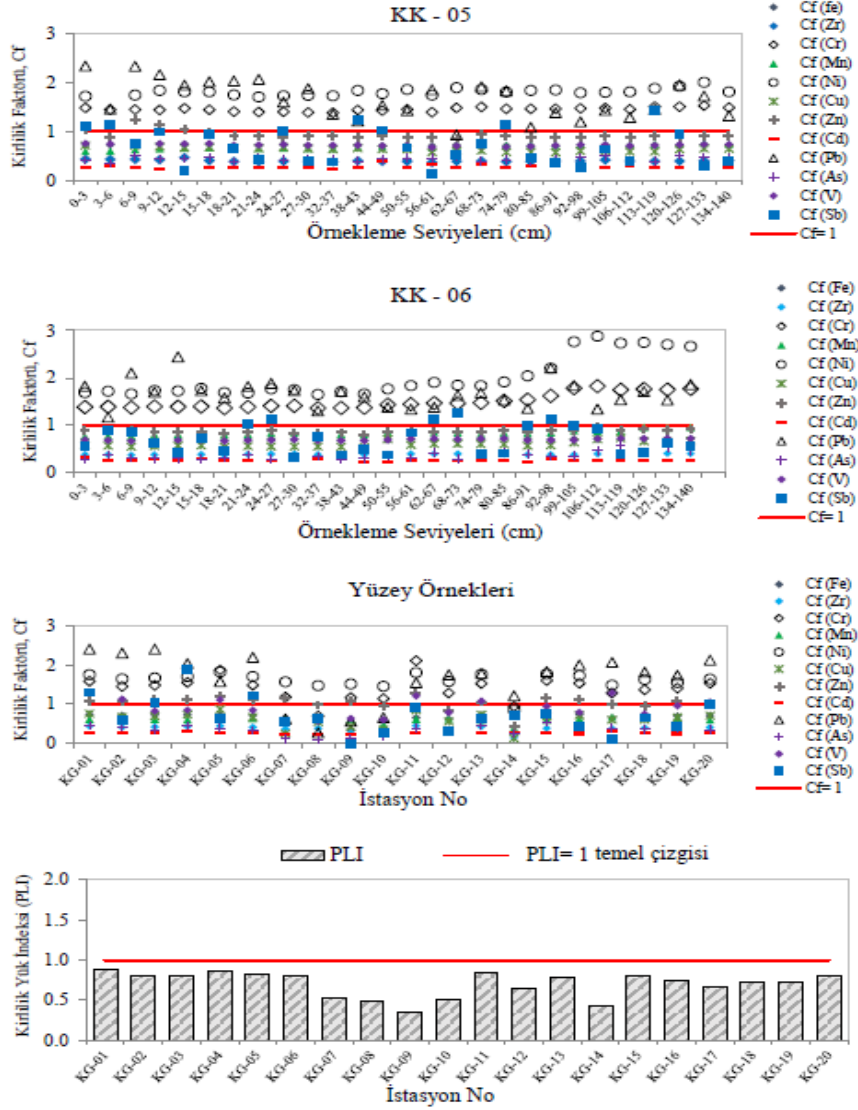 KK - 05
Kirlilik Faktörü, Cf
3
2
1
0
0-3
3-6
6-9
9-12
12-15
15-18
18-21
21-24
24-27
27-30
32-37
38-43
44-49
50-55
56-61
62-67
68-73
74-79
80-85
86-91
92-98
99-105
106-112
113-119
120-126
127-133
134-140
Örnekleme Seviyeleri (cm)
Cf (fe)
Cf (Zr)
Cf (Cr)
Cf (Mn)
Cf (Ni)
Cf (Cu)
Cf (Zn)
Cf (Cd)
Cf (Pb)
Cf (As)
Cf (V)
Cf (Sb)
Cf= 1
KK - 06
Kirlilik Faktörü, Cf
3
2
1
0
0-3
3-6
6-9
9-12
12-15
15-18
18-21
21-24
24-27
27-30
32-37
38-43
44-49
50-55
56-61
62-67
68-73
74-79
80-85
86-91
92-98
99-105
106-112
113-119
120-126
127-133
134-140
Örnekleme Seviyeleri (cm)
Cf (Fe)
Cf (Zr)
Cf (Cr)
Cf (Mn)
Cf (Ni)
Cf (Cu)
Cf (Zn)
Cf (Cd)
Cf (Pb)
Cf (As)
Cf (V)
Cf (Sb)
Cf= 1
Yüzey Örnekleri
Kirlilik Faktörü, Cf
3
2
1
0
KG-01
KG-02
KG-03
KG-04
KG-05
KG-06
KG-07
KG-08
KG-09
KG-10
KG-11
KG-12
KG-13
KG-14
KG-15
KG-16
KG-17
KG-18
KG-19
KG-20
İstasyon No
Cf (Fe)
Cf (Zr)
Cf (Cr)
Cf (Mn)
Cf (Ni)
Cf (Cu)
Cf (Zn)
Cf (Cd)
Cf (Pb)
Cf (As)
Cf (V)
Cf (Sb)
Cf= 1
PLI
PLI= 1 temel çizgisi
Kirlilik Yük İndeksi (PLI)
2.0
1.5
1.0
0.5
0.0
KG-01
KG-02
KG-03
KG-04
KG-05
KG-06
KG-07
KG-08
KG-09
KG-10
KG-11
KG-12
KG-13
KG-14
KG-15
KG-16
KG-17
KG-18
KG-19
KG-20
İstasyon No